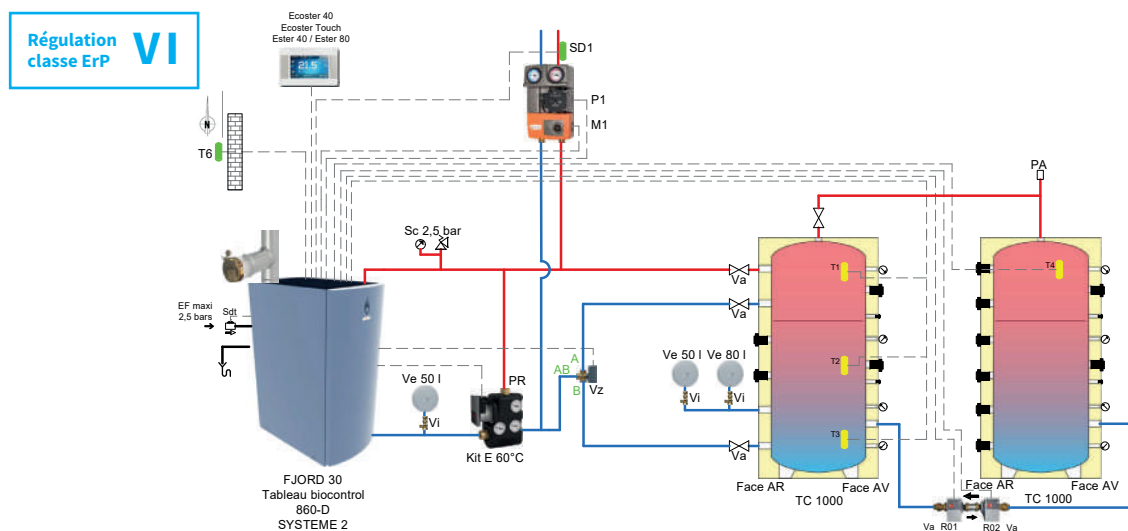 Régulation
classe ErP
VI
Ecoster 40
Ecoster Touch
Ester 40 / Ester 80
21.5
SD1
P1
M1
N
T6
PA
Sc 2,5 bar
Va
T1
T4
Va
EF maxi
2,5 bars
Sdt
A
AB
B
Vz
T2
Ve 50 l
Vi
PR
Ve 50 l
Ve 80 l
Vi
Vi
T3
Va
Kit E 60°C
FJORD 30
Tableau biocontrol
860-D
SYSTEME 2
Face AR
Face AV
TC 1000
Face AR
Face AV
TC 1000
Va
R01
R02
Va